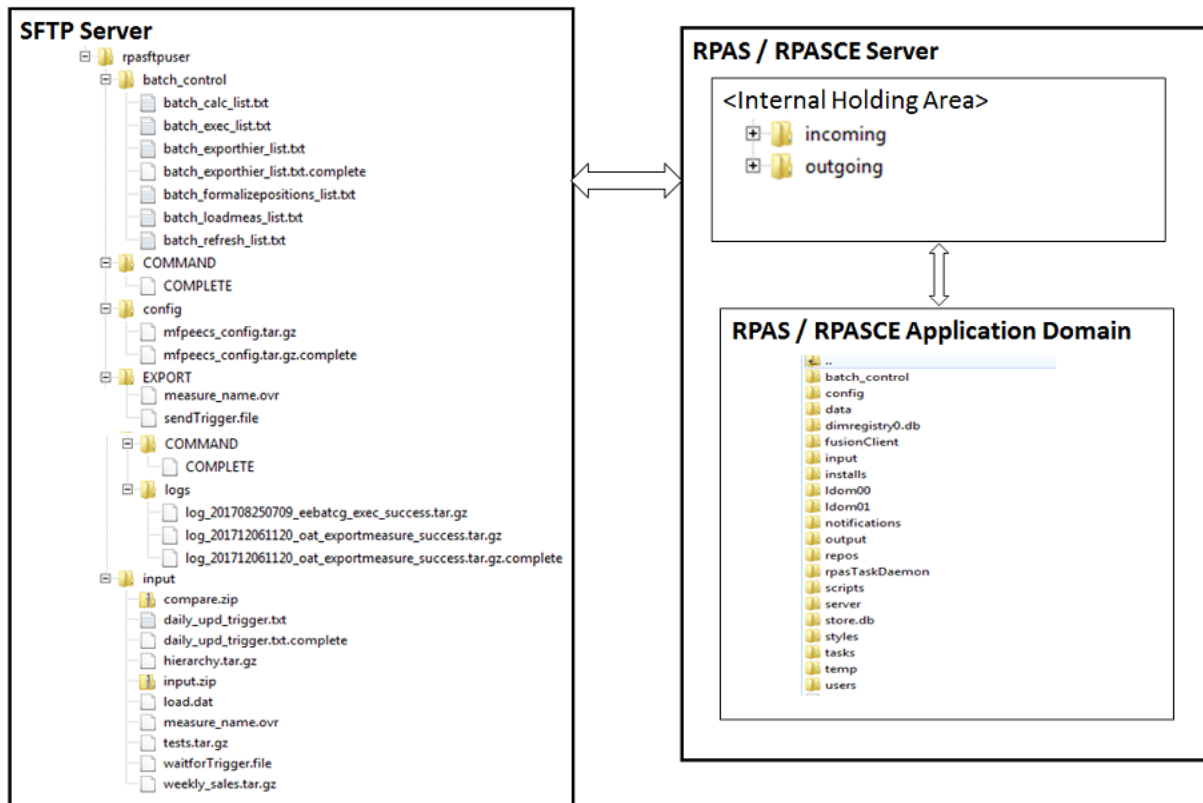 SFTP Server
rpasftpuser
batch_control
batch_calc_list.txt
batch_exec_list.txt
batch_exporthier_list.txt
batch_exporthier_list.txt.complete
batch_formalizepositions_list.txt
batch_loadmeas_list.txt
batch_refresh_list.txt
COMMAND
COMPLETE
config
mfpeecs_config.tar.gz
mfpeecs_config.tar.gz.complete
EXPORT
measure_name.ovr
sendTrigger.file
COMMAND
COMPLETE
logs
log_201708250709_eebatcg_exec_success.tar.gz
log_201712061120_oat_exportmeasure_success.tar.gz
log_201712061120_oat_exportmeasure_success.tar.gz.complete
input
compare.zip
daily_upd_trigger.txt
daily_upd_trigger.txt.complete
hierarchy.tar.gz
input.zip
load.dat
measure_name.ovr
tests.tar.gz
waitforTrigger.file
weekly_sales.tar.gz
RPAS / RPASCE Server
<Internal Holding Area>
incoming
outgoing
RPAS / RPASCE Application Domain
..
batch_control
config
data
dimregistry0.db
fusionClient
input
installs
ldom00
ldom01
notifications
output
repos
rpasTaskDaemon
scripts
server
store.db
styles
tasks
temp
users